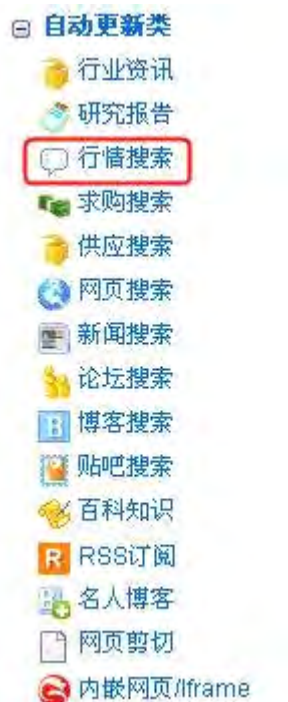 自动更新类
行业资讯
研究报告
行情搜索
求购搜索
供应搜索
网页搜索
新闻搜索
论坛搜索
博客搜索
贴吧搜索
百科知识
RSS订阅
名人博客
网页剪切
内嵌网页/Iframe